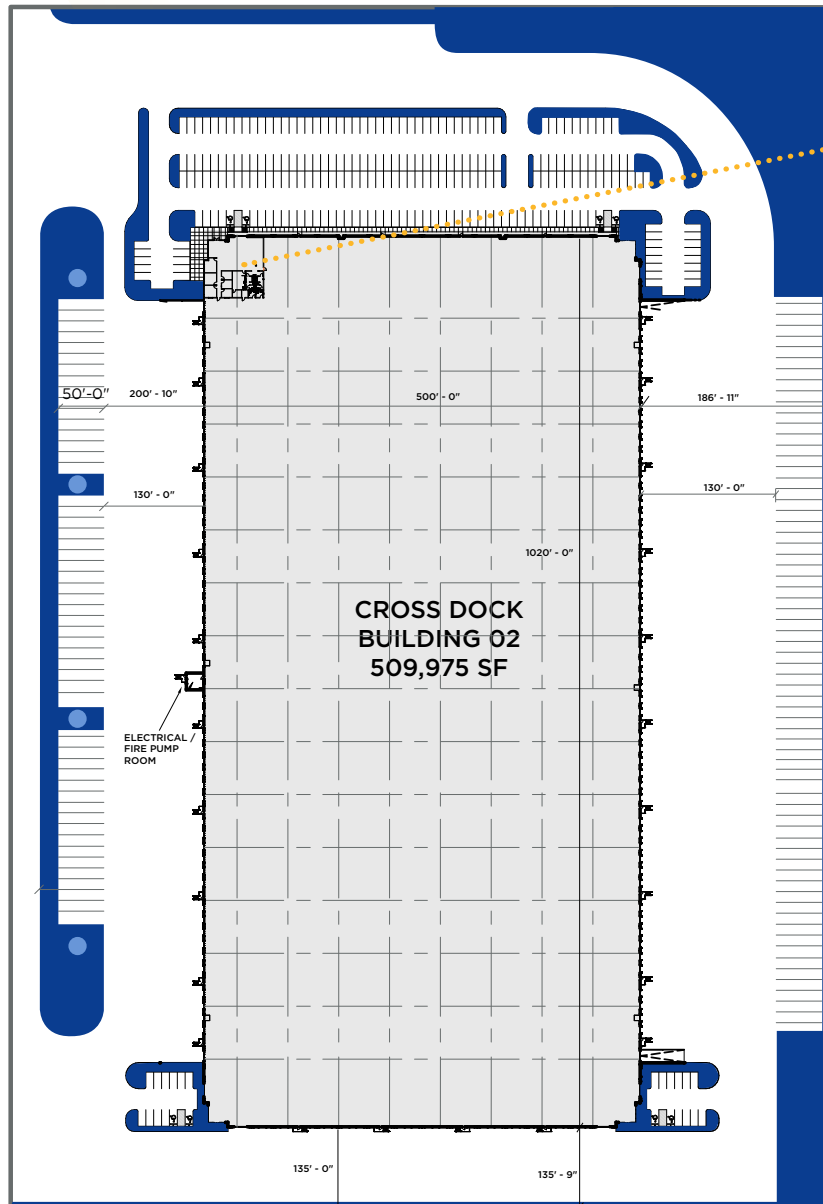 50'-0"
200' - 10"
500' - 0"
186' - 11"
130' - 0"
130' - 0"
1020' - 0"
CROSS DOCK
BUILDING 02
509,975 SF
ELECTRICAL /
FIRE PUMP
ROOM
135' - 0"
135' - 9"